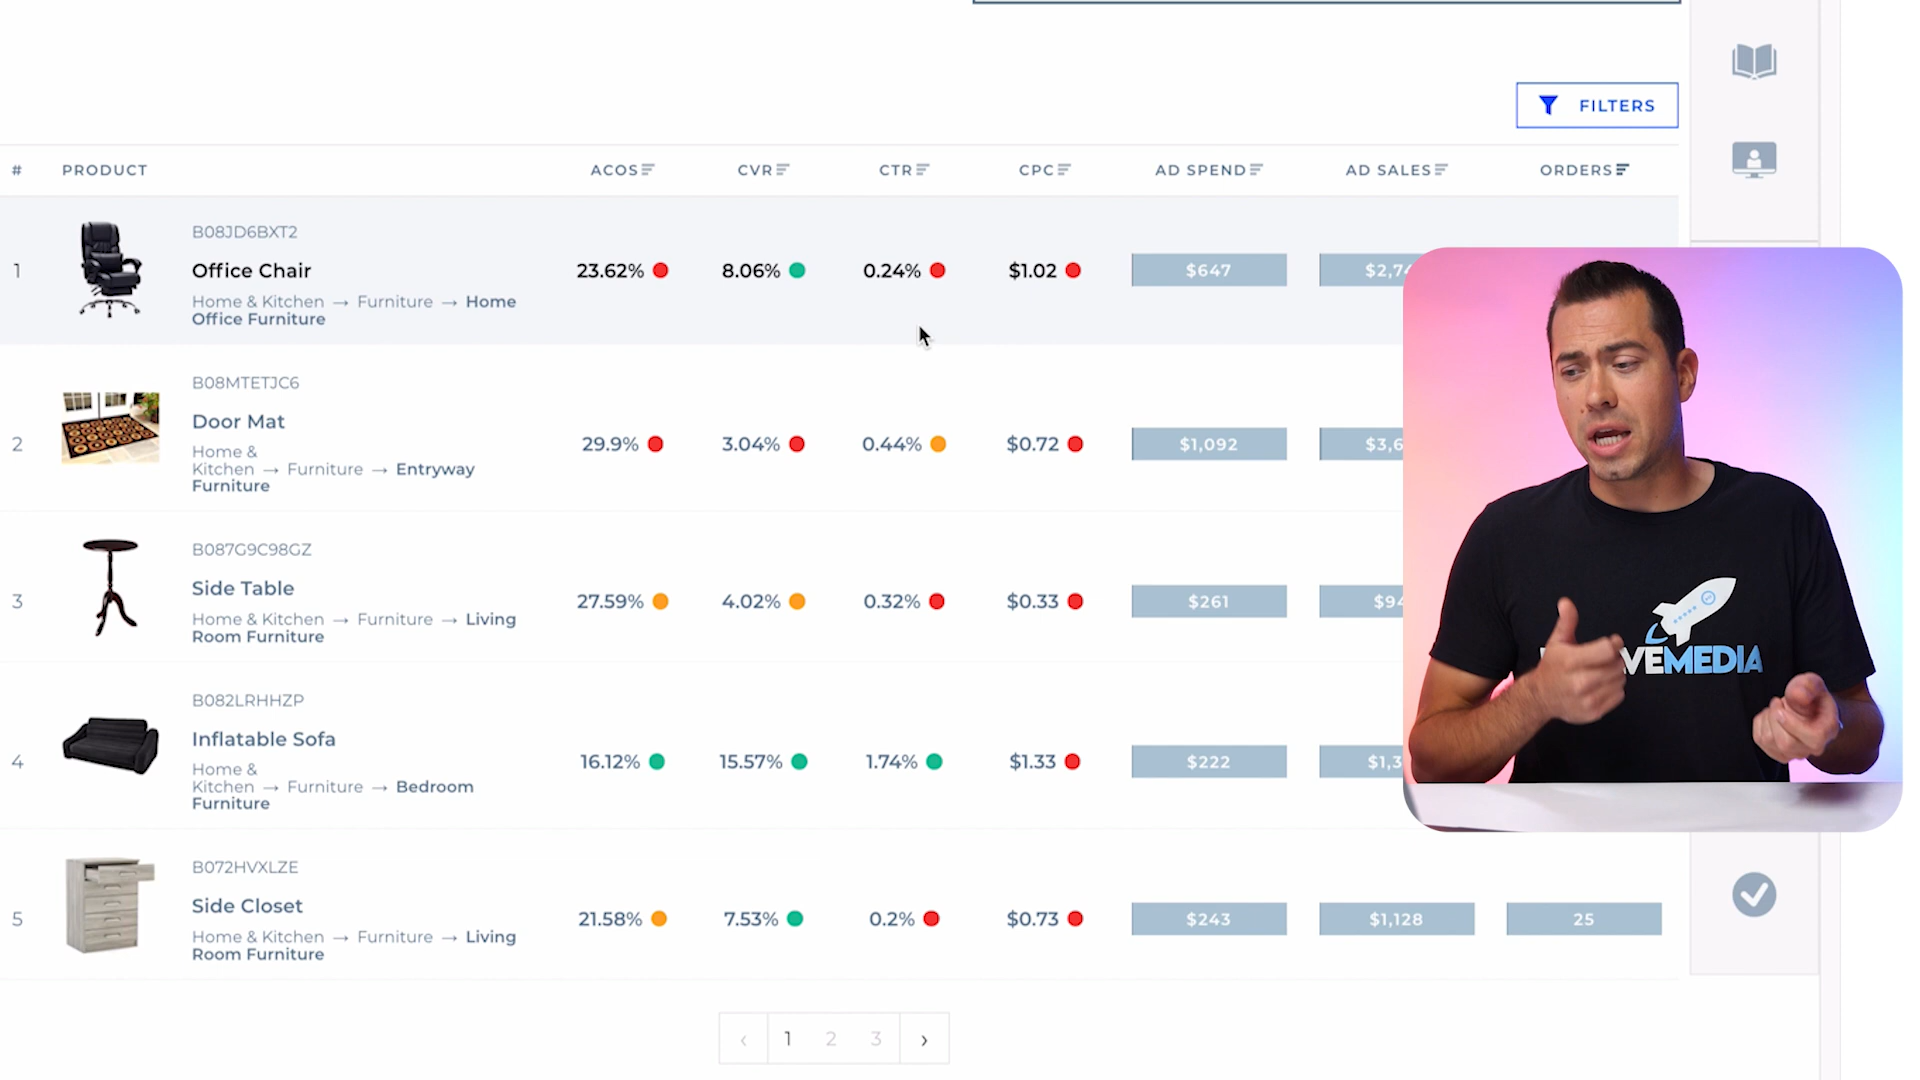 FILTERS
# PRODUCT ACOS CVR CTR CPC AD SPEND AD SALES ORDERS
B08JD6BXT2
1 Office Chair 23.62% 8.06% 0.24% $1.02 $647
Home & Kitchen → Furniture → Home
Office Furniture
B08MTETJC6
Door Mat
2 29.9% 3.04% 0.44% $0.72 $1,092
Home &
Kitchen → Furniture → Entryway
Furniture
B087G9C98GZ
Side Table
3 27.59% 4.02% 0.32% $0.33 $261
Home & Kitchen → Furniture → Living
Room Furniture
B082LRHHZP
Inflatable Sofa
4 16.12% 15.57% 1.74% $1.33 $222
Home &
Kitchen → Furniture → Bedroom
Furniture
B072HVXLZE
Side Closet
5 21.58% 7.53% 0.2% $0.73 $243 $1,128 25
Home & Kitchen → Furniture → Living
Room Furniture
‹ 1 2 3 ›
MEDIA